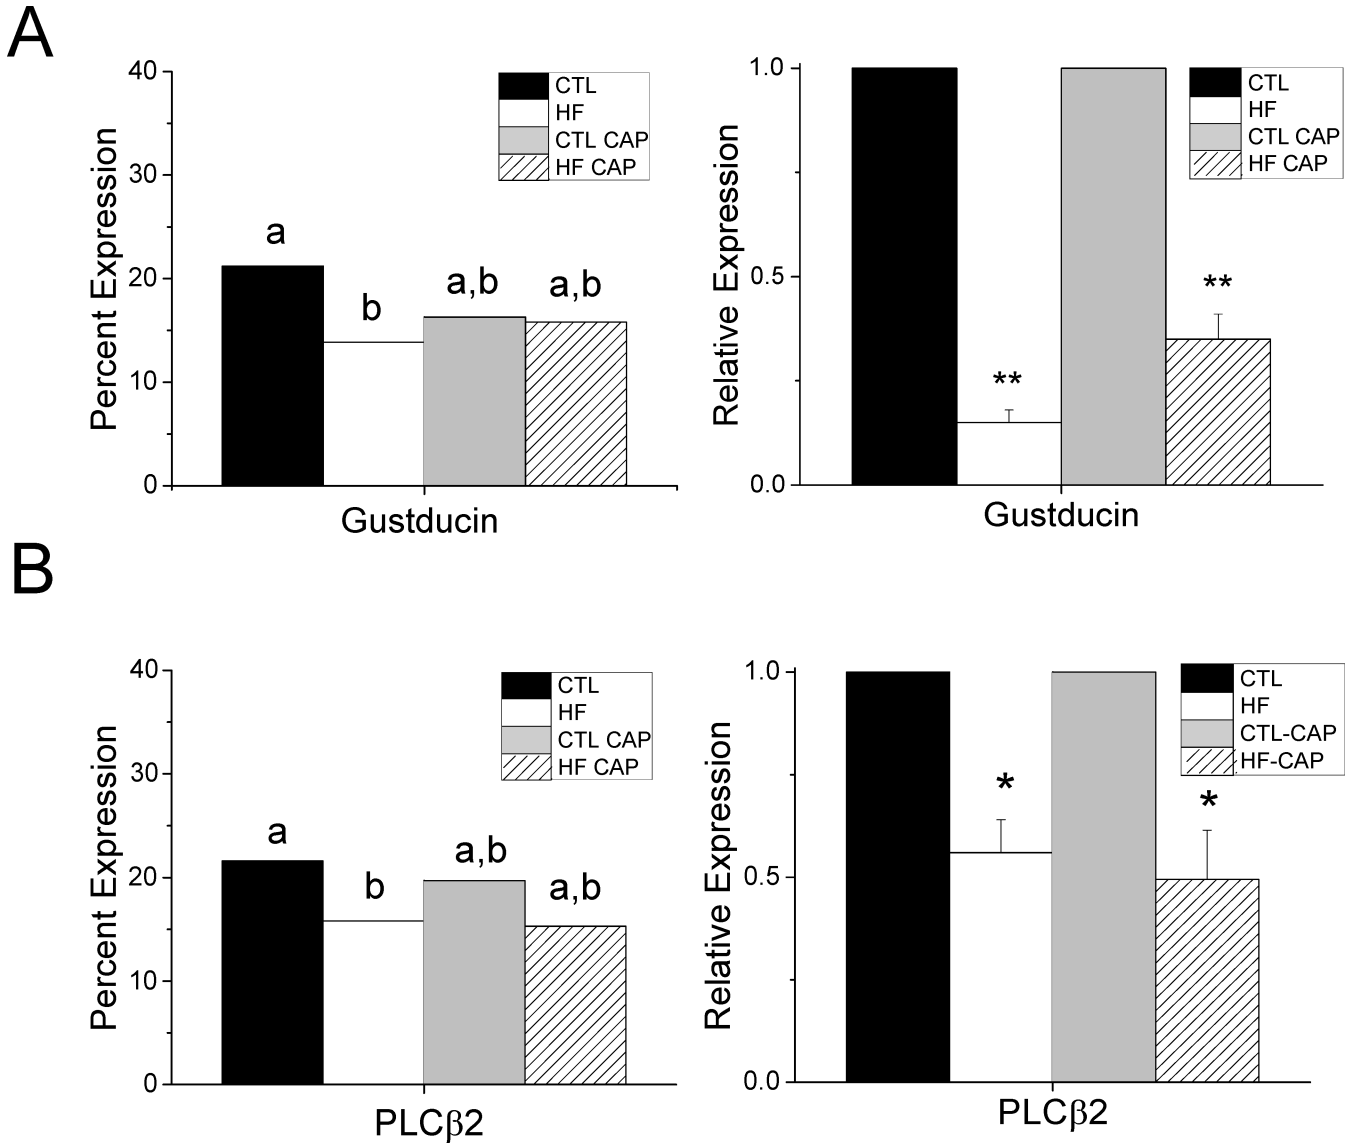 A
Percent Expression
40
30
20
10
0
CTL
HF
CTL CAP
HF CAP
a
b
a,b
a,b
Gustducin
Relative Expression
1.0
0.5
0.0
CTL
HF
CTL CAP
HF CAP
**
**
Gustducin
B
Percent Expression
40
30
20
10
0
CTL
HF
CTL CAP
HF CAP
a
b
a,b
a,b
PLCβ2
Relative Expression
1.0
0.5
0.0
CTL
HF
CTL-CAP
HF-CAP
*
*
PLCβ2